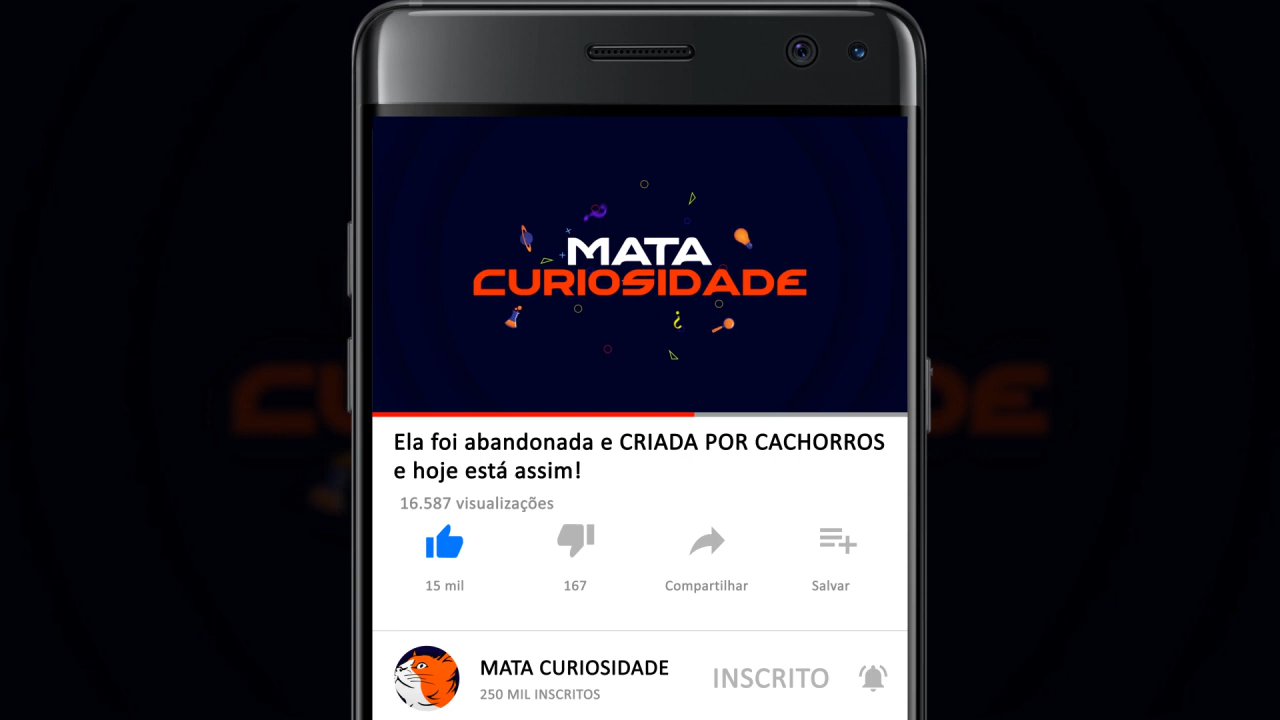 MATA
CURIOSIDADE
Ela foi abandonada e CRIADA POR CACHORROS
e hoje está assim!
16.587 visualizações
15 mil
167
Compartilhar
Salvar
MATA CURIOSIDADE
250 MIL INSCRITOS
INSCRITO